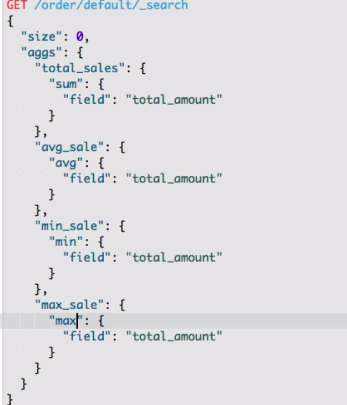 GET /order/default/_search
{
  "size": 0,
  "aggs": {
    "total_sales": {
      "sum": {
        "field": "total_amount"
      }
    },
    "avg_sale": {
      "avg": {
        "field": "total_amount"
      }
    },
    "min_sale": {
      "min": {
        "field": "total_amount"
      }
    },
    "max_sale": {
      "max": {
        "field": "total_amount"
      }
    }
  }
}